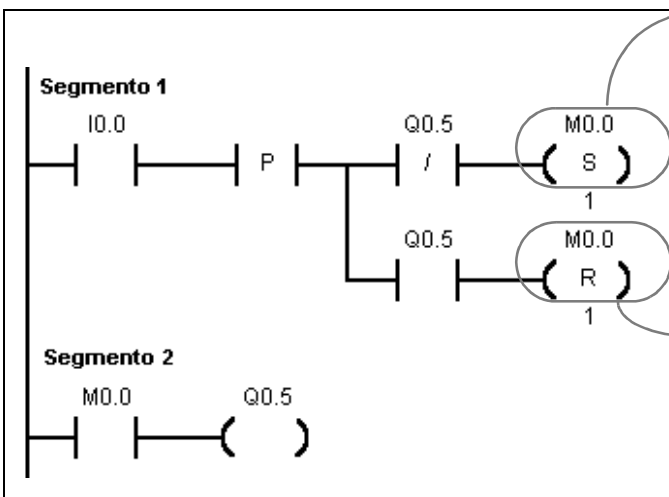 Segmento 1
I0.0 Q0.5 M0.0
P / S
1
Q0.5 M0.0
R
1
Segmento 2
M0.0 Q0.5